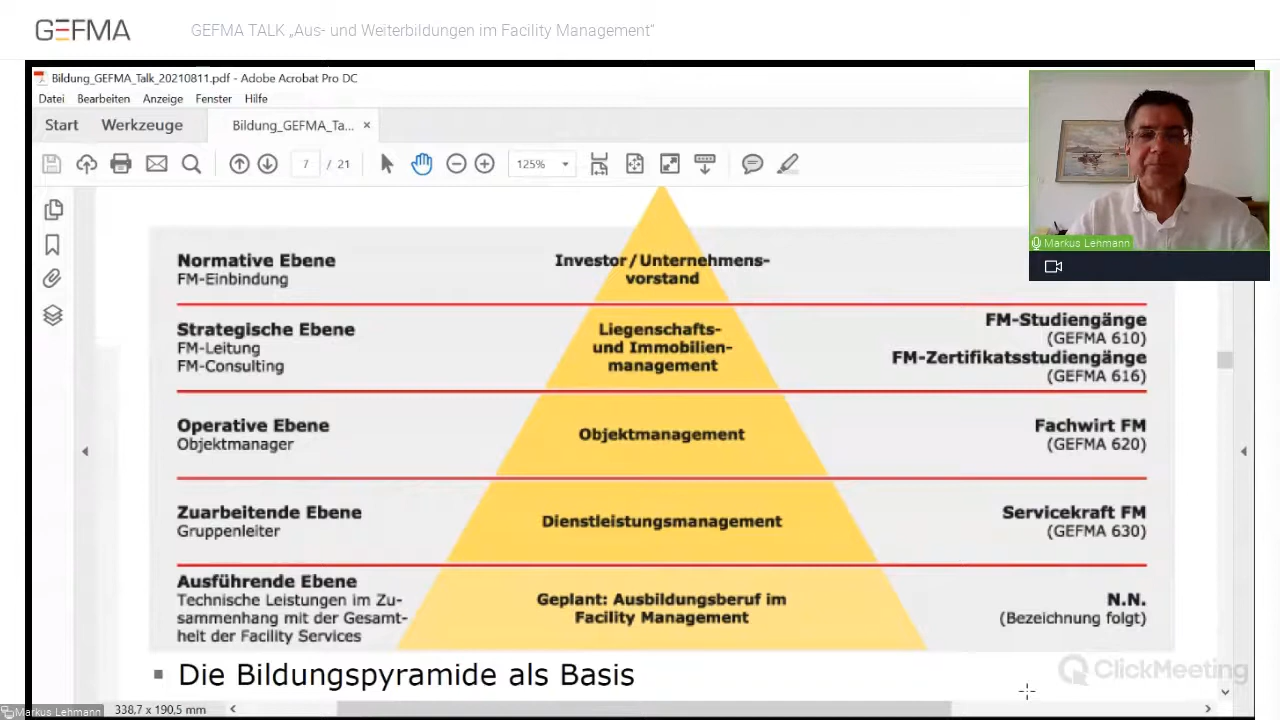 GEFMA
GEFMA TALK „Aus- und Weiterbildungen im Facility Management“
Bildung_GEFMA_Talk_20210811.pdf - Adobe Acrobat Pro DC
Datei Bearbeiten Anzeige Fenster Hilfe
Start Werkzeuge Bildung_GEFMA_Ta... ×
7 / 21 125%
Markus Lehmann
Normative Ebene
FM-Einbindung
Investor / Unternehmens-
vorstand
Strategische Ebene
FM-Leitung
FM-Consulting
Liegenschafts-
und Immobilien-
management
FM-Studiengänge
(GEFMA 610)
FM-Zertifikatsstudiengänge
(GEFMA 616)
Operative Ebene
Objektmanager
Objektmanagement
Fachwirt FM
(GEFMA 620)
Zuarbeitende Ebene
Gruppenleiter
Dienstleistungsmanagement
Servicekraft FM
(GEFMA 630)
Ausführende Ebene
Technische Leistungen im Zu-
sammenhang mit der Gesamt-
heit der Facility Services
Geplant: Ausbildungsberuf im
Facility Management
N.N.
(Bezeichnung folgt)
▪ Die Bildungspyramide als Basis
ClickMeeting
Markus Lehmann
338,7 x 190,5 mm